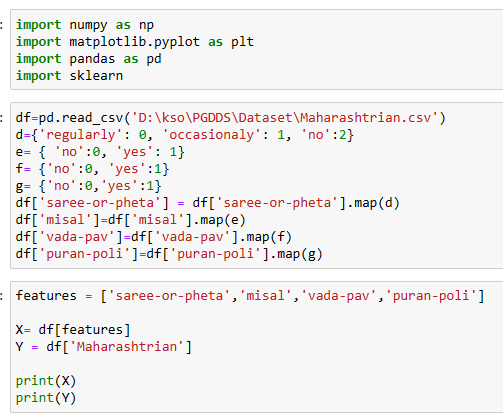 import numpy as np
import matplotlib.pyplot as plt
import pandas as pd
import sklearn
df=pd.read_csv('D:\kso\PGDDS\Dataset\Maharashtrian.csv')
d={'regularly': 0, 'occasionaly': 1, 'no':2}
e= { 'no':0, 'yes': 1}
f= {'no':0, 'yes':1}
g= {'no':0,'yes':1}
df['saree-or-pheta'] = df['saree-or-pheta'].map(d)
df['misal']=df['misal'].map(e)
df['vada-pav']=df['vada-pav'].map(f)
df['puran-poli']=df['puran-poli'].map(g)
features = ['saree-or-pheta','misal','vada-pav','puran-poli']
X= df[features]
Y = df['Maharashtrian']
print(X)
print(Y)